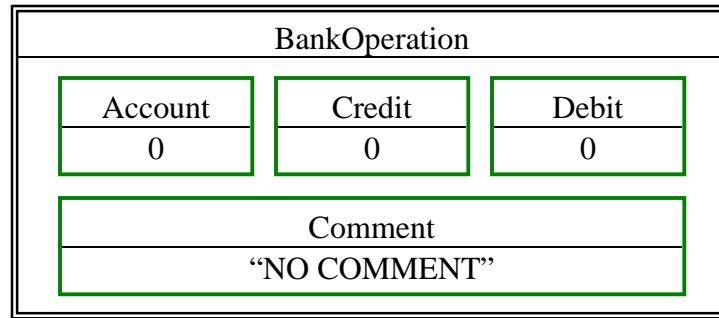 BankOperation
Account Credit Debit
0 0 0
Comment
“NO COMMENT”